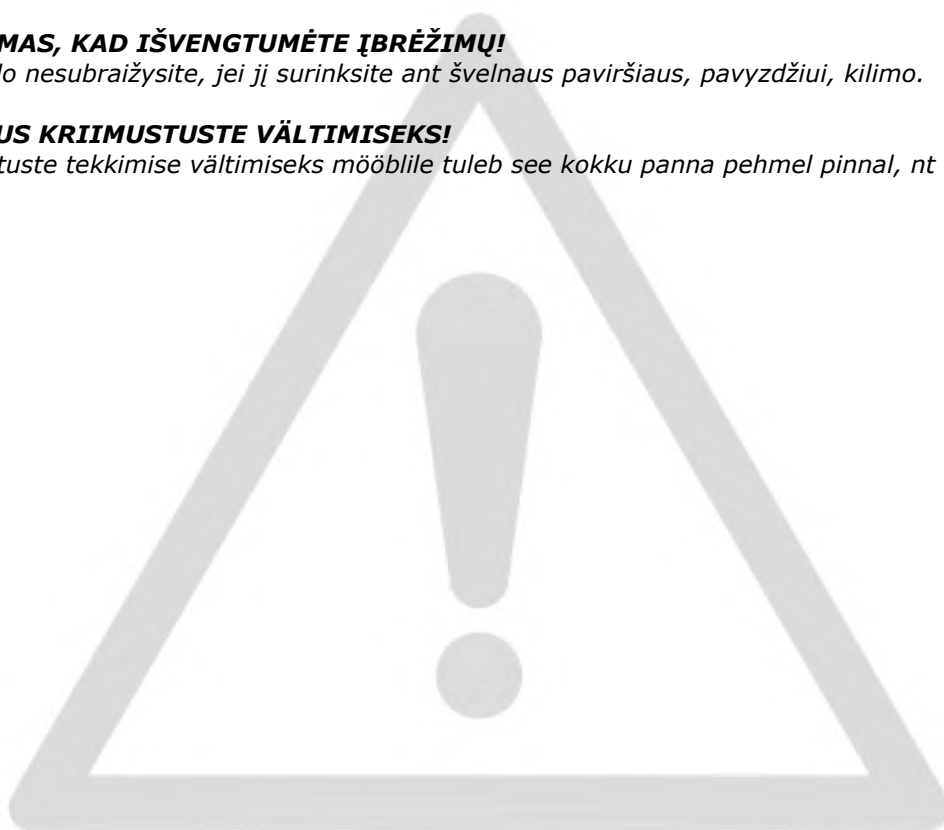 MAS, KAD IŠVENGTUMĖTE ĮBRĖŽIMŲ!
lo nesubraižysite, jei jį surinksite ant švelnaus paviršiaus, pavyzdžiui, kilimo.
US KRIIMUSTUSTE VÄLTIMISEKS!
tuste tekkimise vältimiseks mööblile tuleb see kokku panna pehmel pinnal, nt